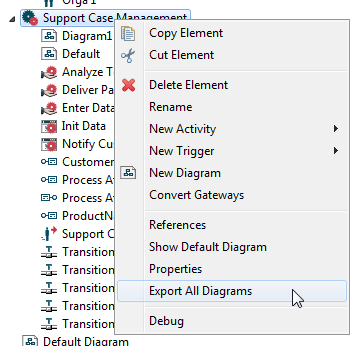 Orga 1
Support Case Management
Diagram1
Default
Analyze T
Deliver Pa
Enter Data
Init Data
Notify Cu
Customer
Process A
Process A
ProductNa
Support C
Transition
Transition
Transition
Transition
Default Diagram
Copy Element
Cut Element
Delete Element
Rename
New Activity
New Trigger
New Diagram
Convert Gateways
References
Show Default Diagram
Properties
Export All Diagrams
Debug